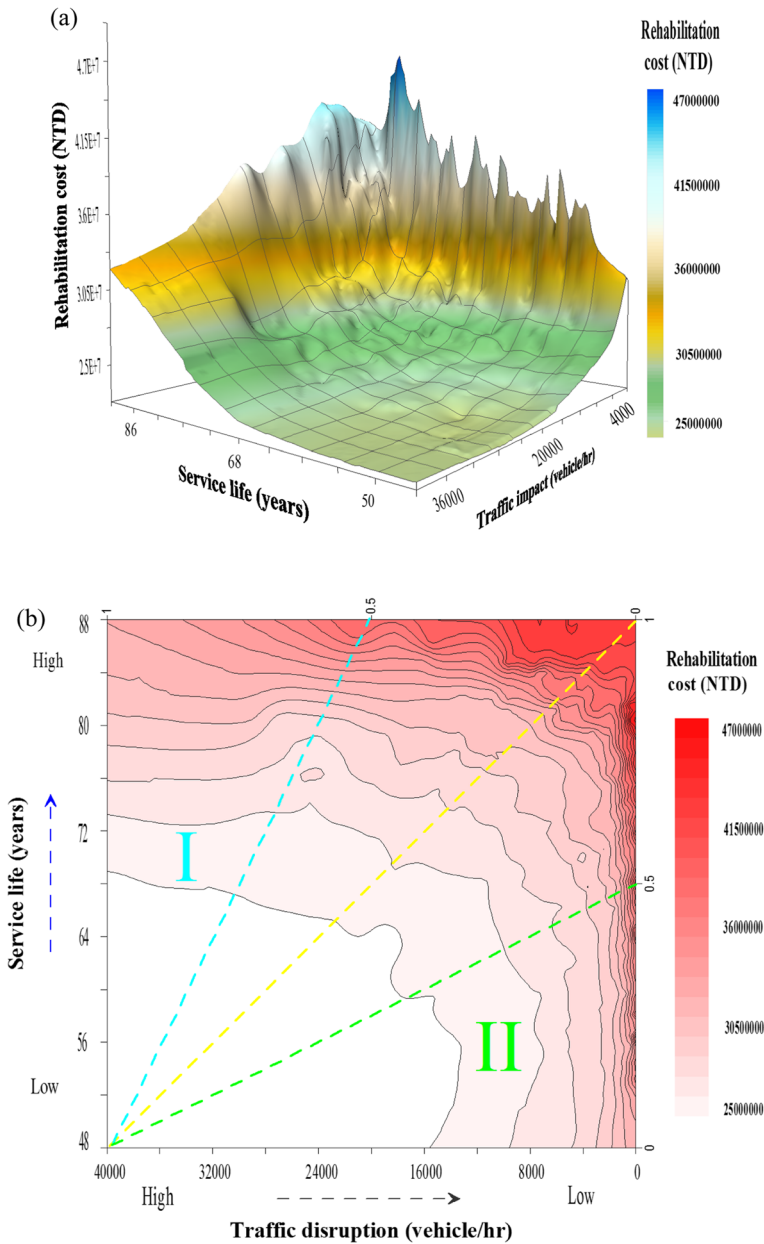 (a)
Rehabilitation
cost (NTD)
47000000
41500000
36000000
30500000
25000000
Rehabilitation cost (NTD)
4.7E+7
4.15E+7
3.6E+7
3.05E+7
2.5E+7
86
68
50
Service life (years)
36000
20000
4000
Traffic impact (vehicle/hr)
(b)
1
0.5
0
88
80
72
64
56
48
High
Low
Service life (years)
I
II
1
0.5
0
40000
32000
24000
16000
8000
0
High
Low
Traffic disruption (vehicle/hr)
Rehabilitation
cost (NTD)
47000000
41500000
36000000
30500000
25000000